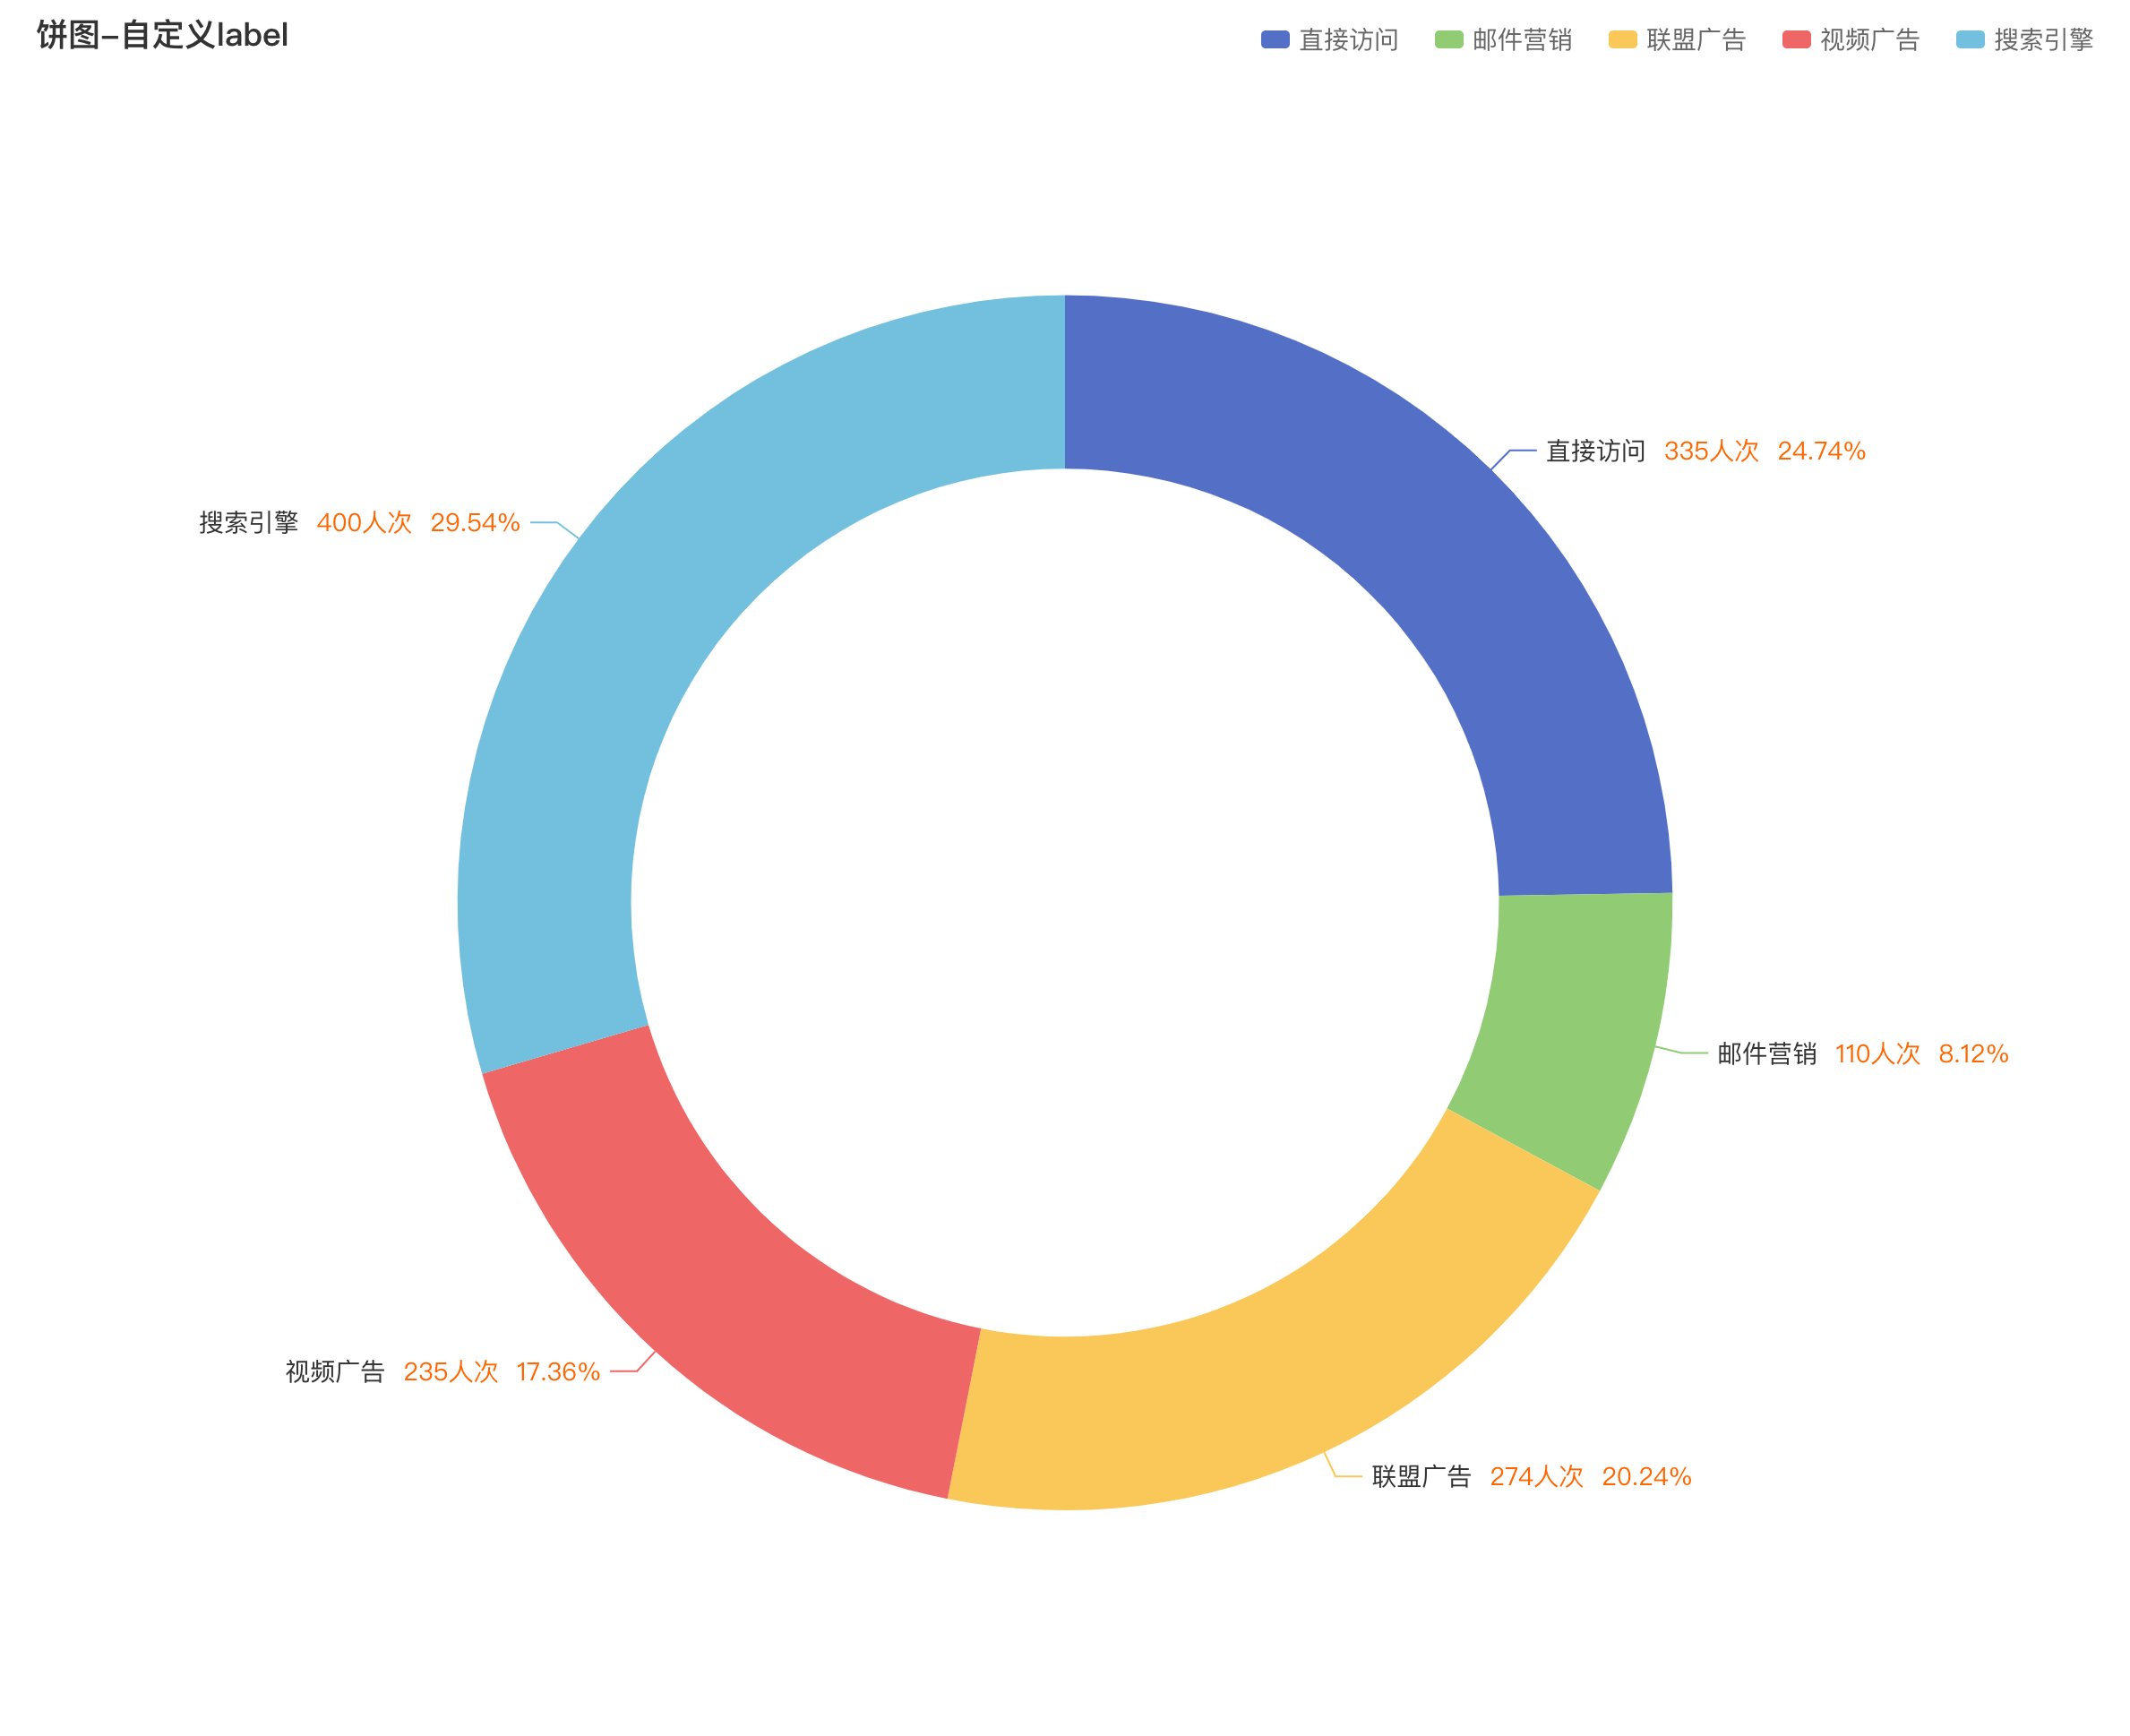 饼图-自定义label
直接访问 邮件营销 联盟广告 视频广告 搜索引擎
直接访问 335人次 24.74%
搜索引擎 400人次 29.54%
邮件营销 110人次 8.12%
视频广告 235人次 17.36%
联盟广告 274人次 20.24%